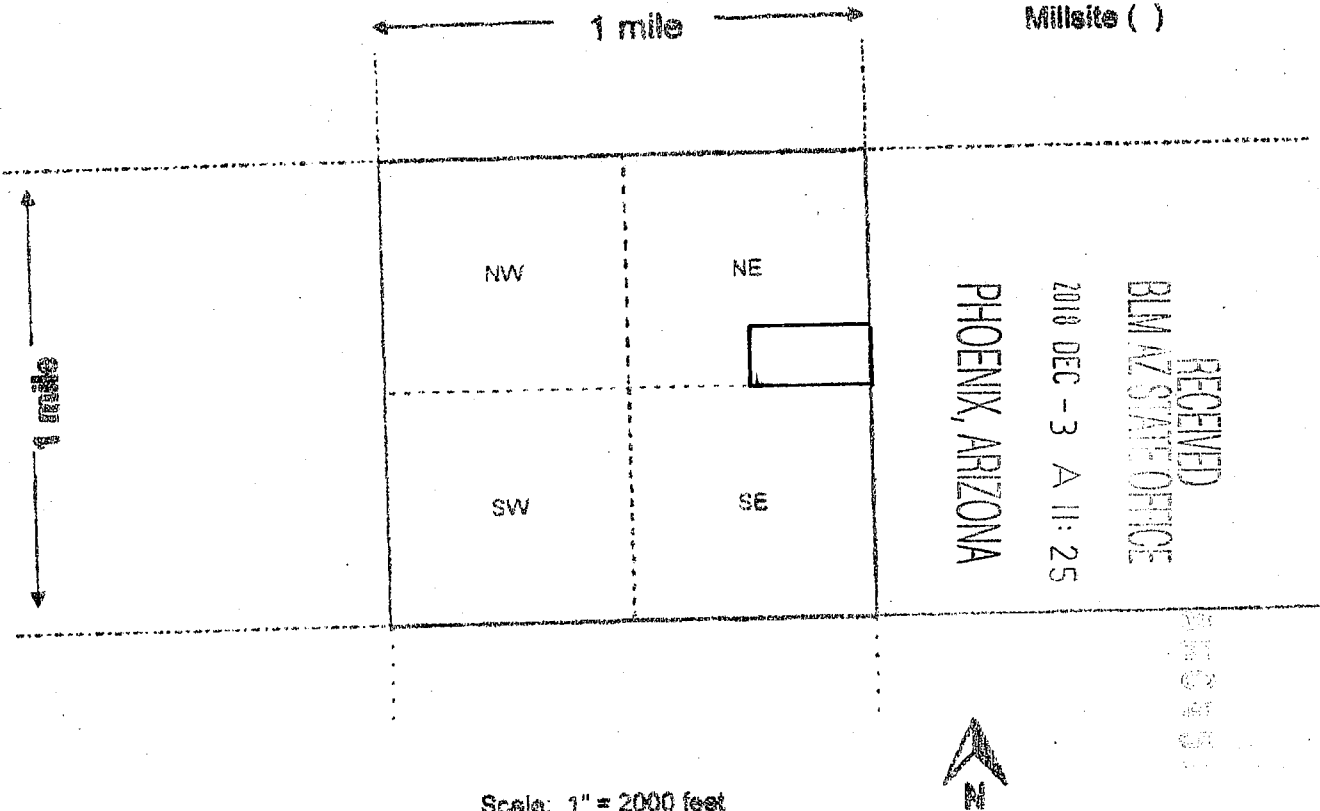 1 mile
Millsite ( )
NW
NE
1 mile
SW
SE
RECEIVED
BLM AZ STATE OFFICE
2018 DEC -3 A 11: 25
PHOENIX, ARIZONA
N
Scale: 1" = 2000 feet